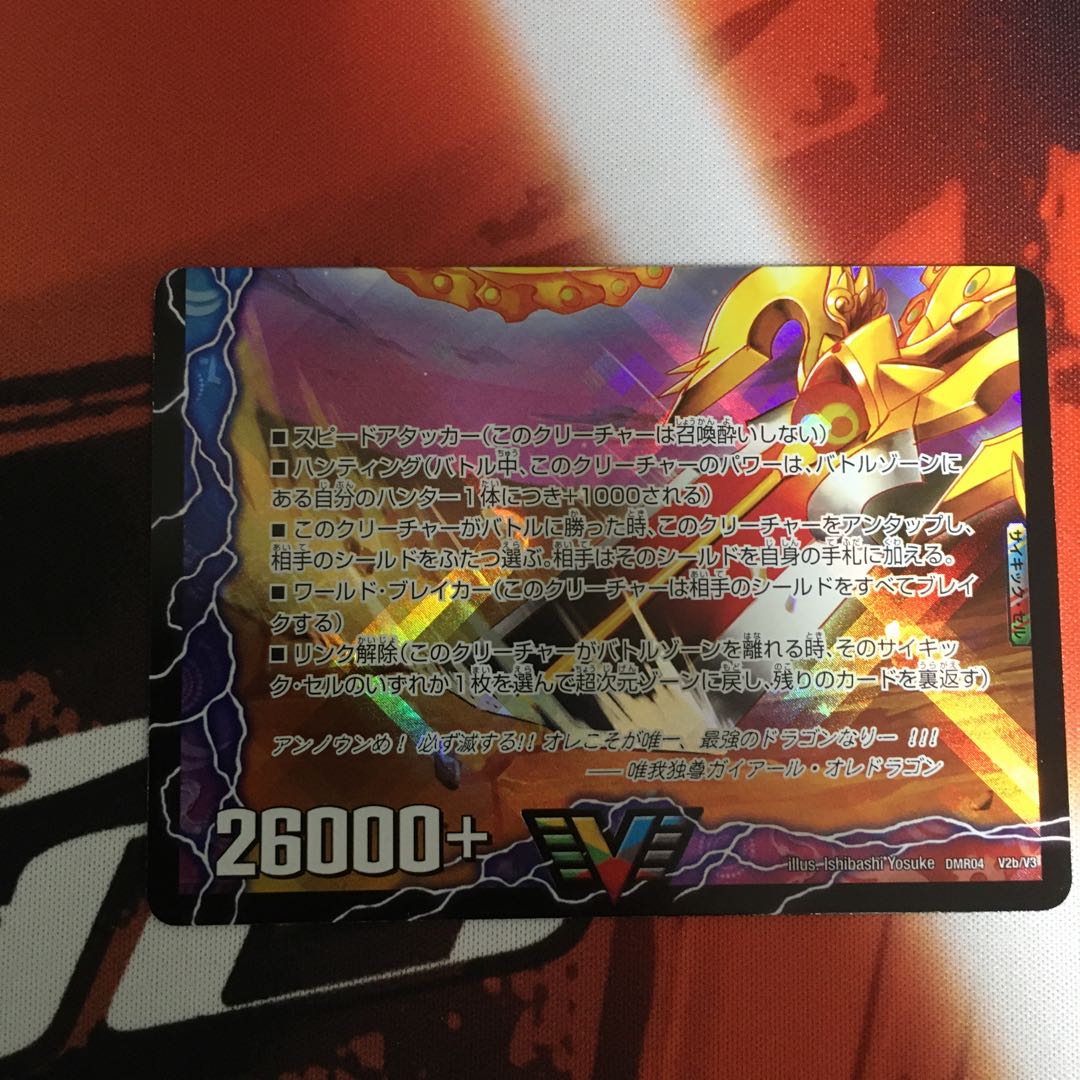 ■ スピードアタッカー(このクリーチャーは召喚酔いしない)
■ ハンティング(バトル中、このクリーチャーのパワーは、バトルゾーンに
ある自分のハンター1体につき+1000される)
■ このクリーチャーがバトルに勝った時、このクリーチャーをアンタップし、
相手のシールドをふたつ選ぶ。相手はそのシールドを自身の手札に加える。
■ ワールド・ブレイカー(このクリーチャーは相手のシールドをすべてブレイ
クする)
■ リンク解除(このクリーチャーがバトルゾーンを離れる時、そのサイキッ
ク・セルのいずれか1枚を選んで超次元ゾーンに戻し、残りのカードを裏返す)
アンノウンめ! 必ず滅する!! オレこそが唯一、最強のドラゴンなりー !!!
—— 唯我独尊ガイアール・オレドラゴン
サイキック・セル
26000+
V
illus. Ishibashi Yosuke DMR04 V2b/V3